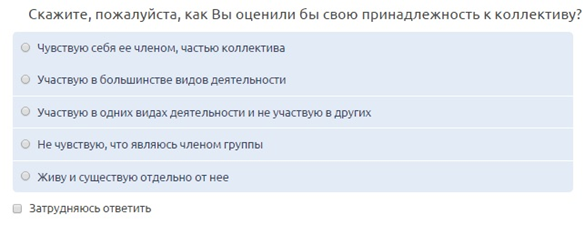 Скажите, пожалуйста, как Вы оценили бы свою принадлежность к коллективу?
Чувствую себя ее членом, частью коллектива
Участвую в большинстве видов деятельности
Участвую в одних видах деятельности и не участвую в других
Не чувствую, что являюсь членом группы
Живу и существую отдельно от нее
Затрудняюсь ответить